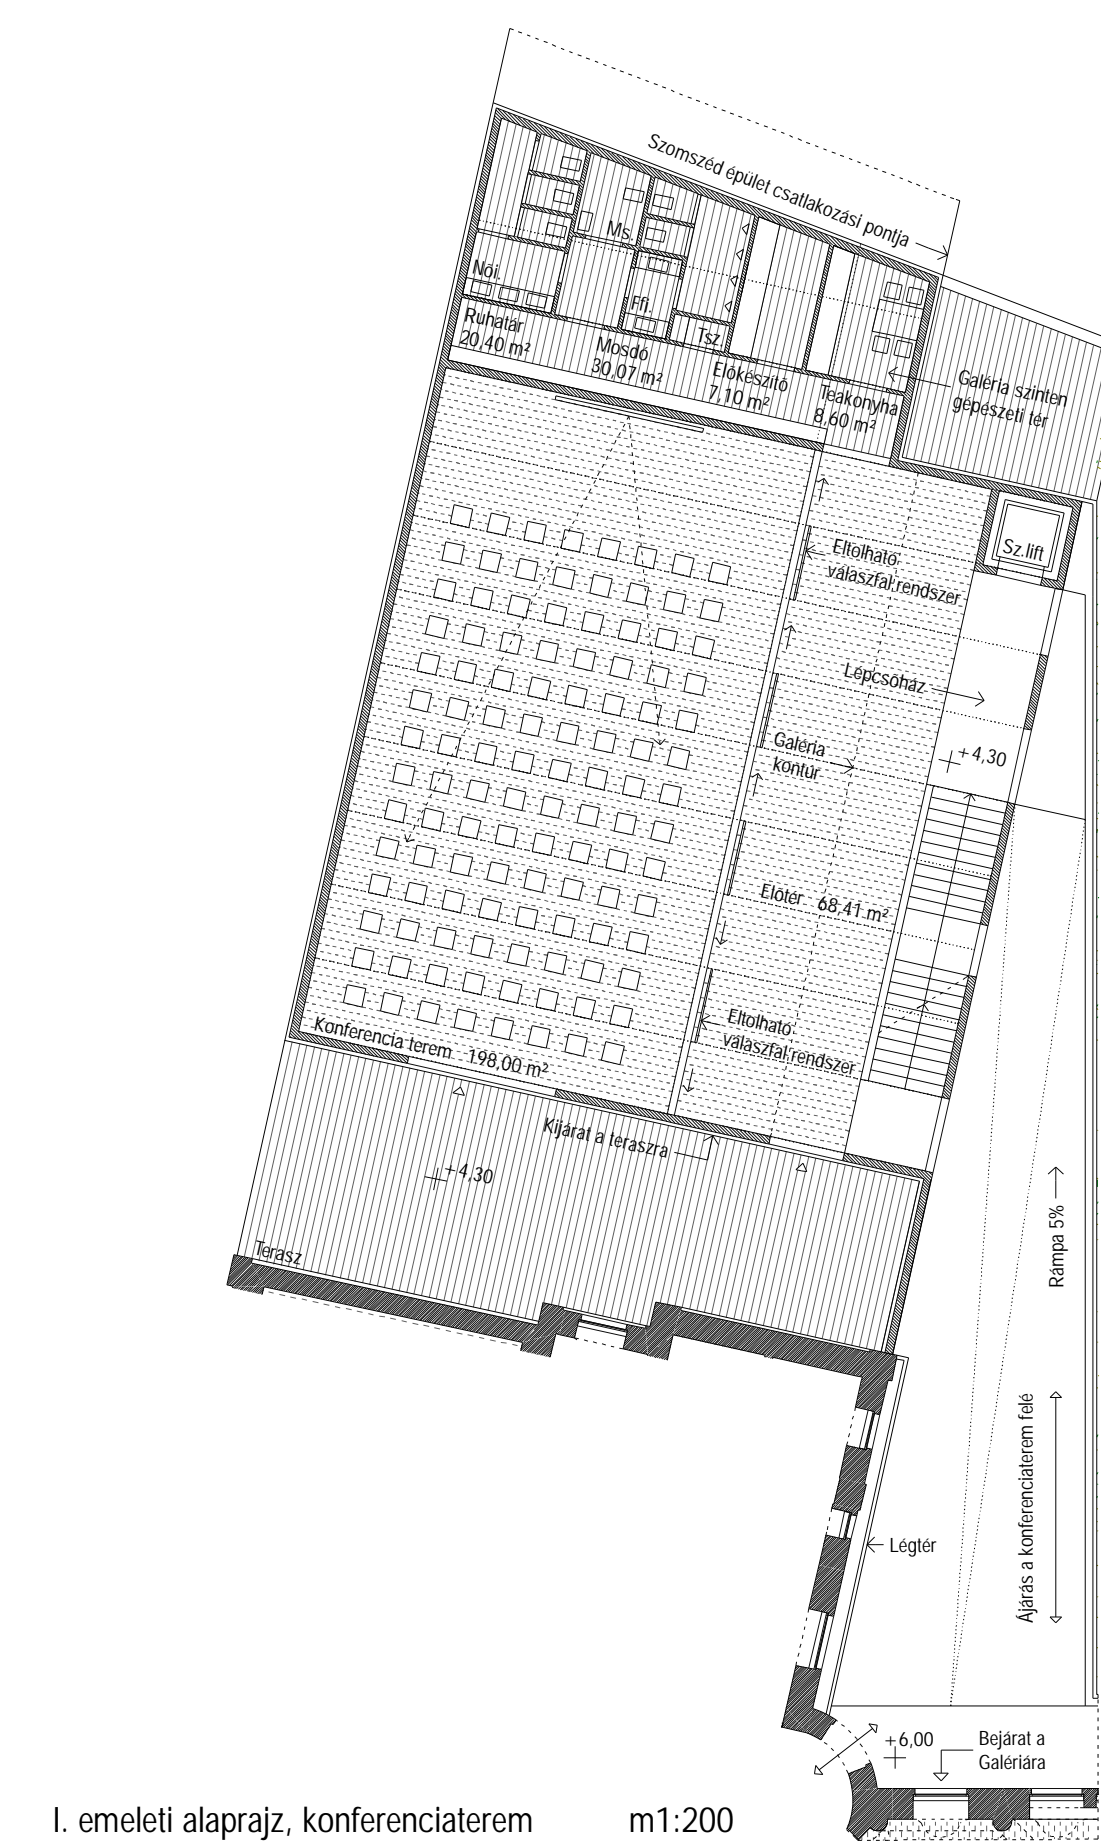 Szomszéd épület csatlakozási pontja
Ms.
Női.
Ffi.
Tsz.
Ruhatár
20,40 m²
Mosdó
30,07 m²
Előkészítő
7,10 m²
Teakonyha
8,60 m²
Galéria szinten
gépészeti tér
Sz.lift
Eltolható
válaszfal rendszer
Lépcsőház
+4,30
Galéria
kontúr
Előtér 68,41 m²
Eltolható
válaszfal rendszer
Konferencia terem 198,00 m²
Kijárat a teraszra
+4,30
Terasz
Rámpa 5%
Ájárás a konferenciaterem felé
Légtér
+6,00
Bejárat a
Galériára
I. emeleti alaprajz, konferenciaterem m1:200